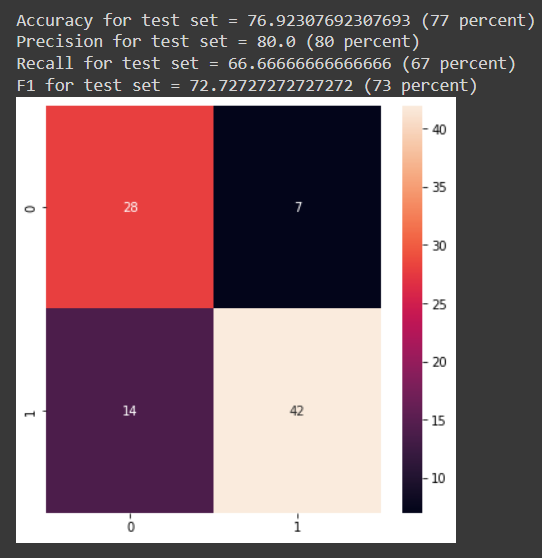 Accuracy for test set = 76.92307692307693 (77 percent)
Precision for test set = 80.0 (80 percent)
Recall for test set = 66.66666666666666 (67 percent)
F1 for test set = 72.72727272727272 (73 percent)
40
0 28 7
35
30
25
20
1 14 42
15
10
0 1